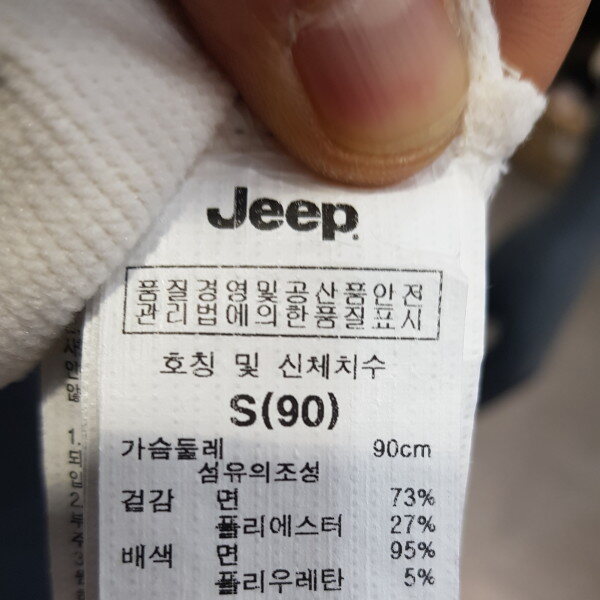 Jeep
품질경영및공산품안전
관리법에의한품질표시
호칭 및 신체치수
S(90)
가슴둘레 90cm
섬유의조성
겉감 면 73%
폴리에스터 27%
배색 면 95%
폴리우레탄 5%
1.
2.